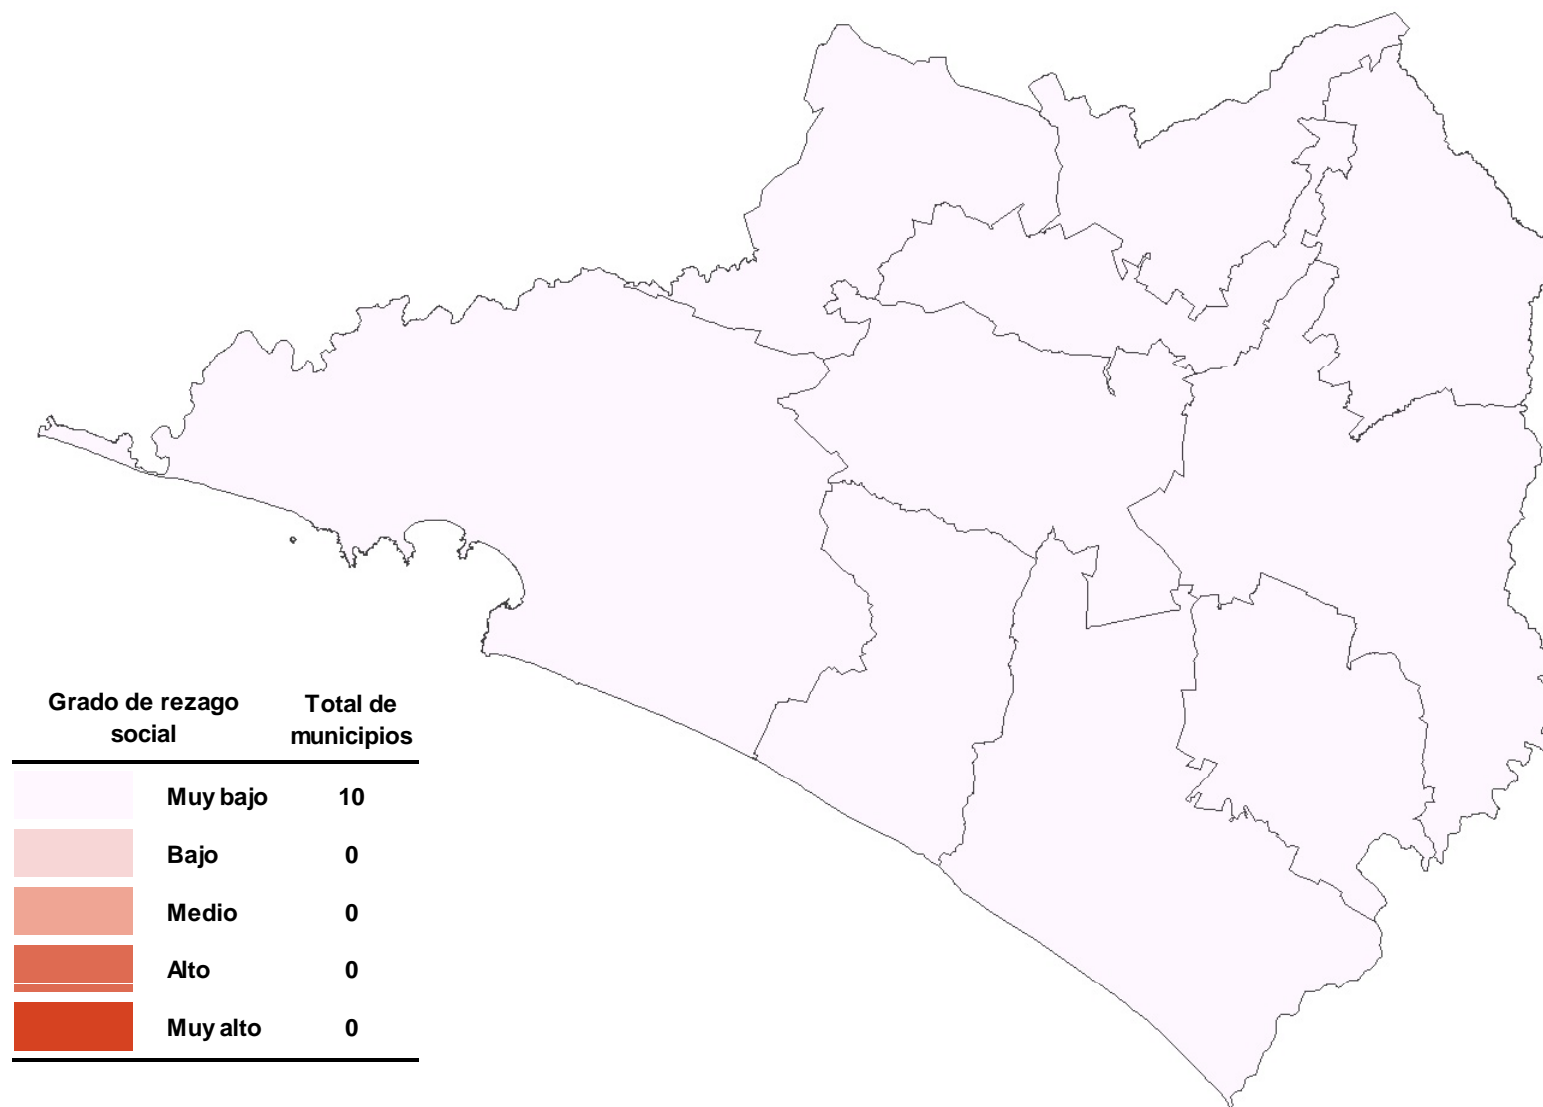 Grado de rezago social
Total de municipios
Muy bajo 10
Bajo 0
Medio 0
Alto 0
Muy alto 0